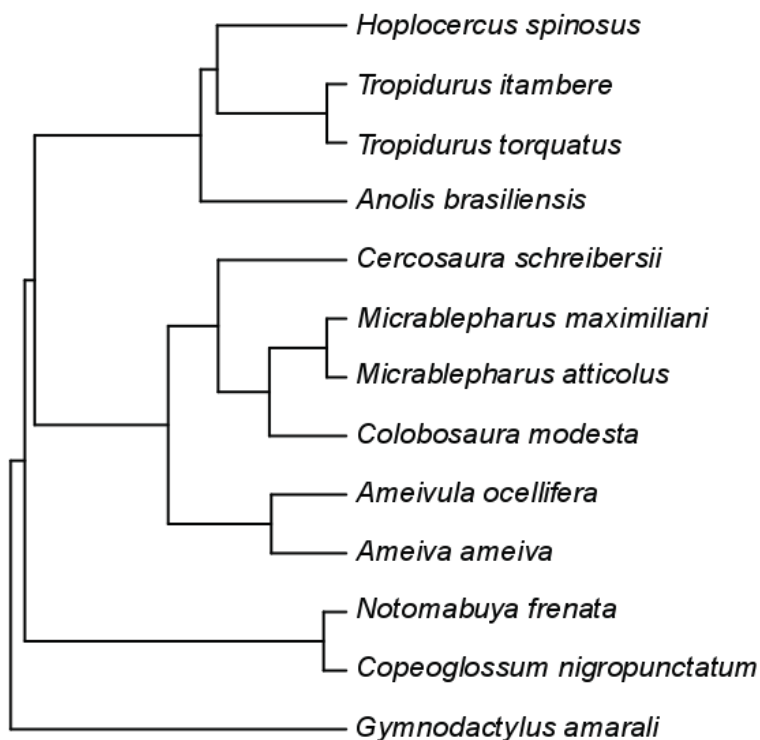 Hoplocercus spinosus
Tropidurus itambere
Tropidurus torquatus
Anolis brasiliensis
Cercosaura schreibersii
Micrablepharus maximiliani
Micrablepharus atticolus
Colobosaura modesta
Ameivula ocellifera
Ameiva ameiva
Notomabuya frenata
Copeoglossum nigropunctatum
Gymnodactylus amarali